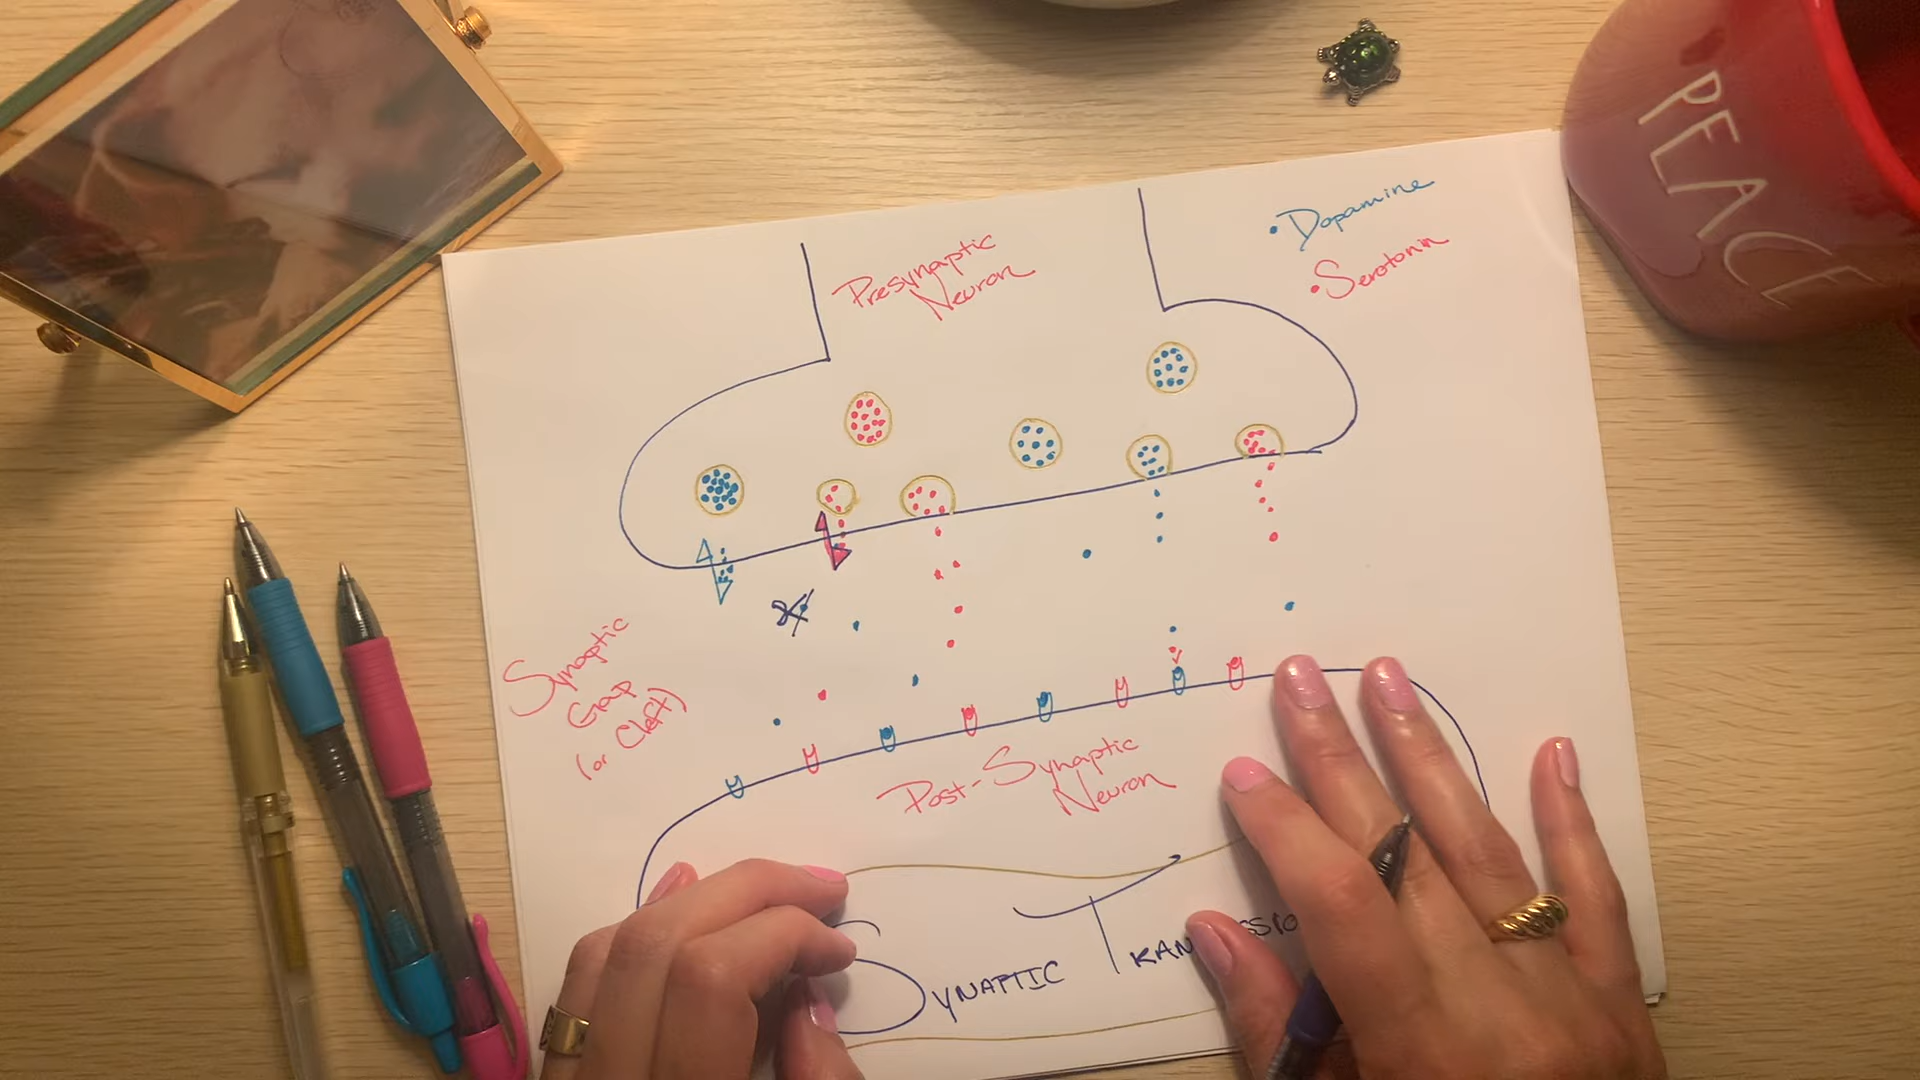 Presynaptic
Neuron
Dopamine
Serotonin
Synaptic
Gap
(or Cleft)
Post-Synaptic
Neuron
SYNAPTIC
PEACE